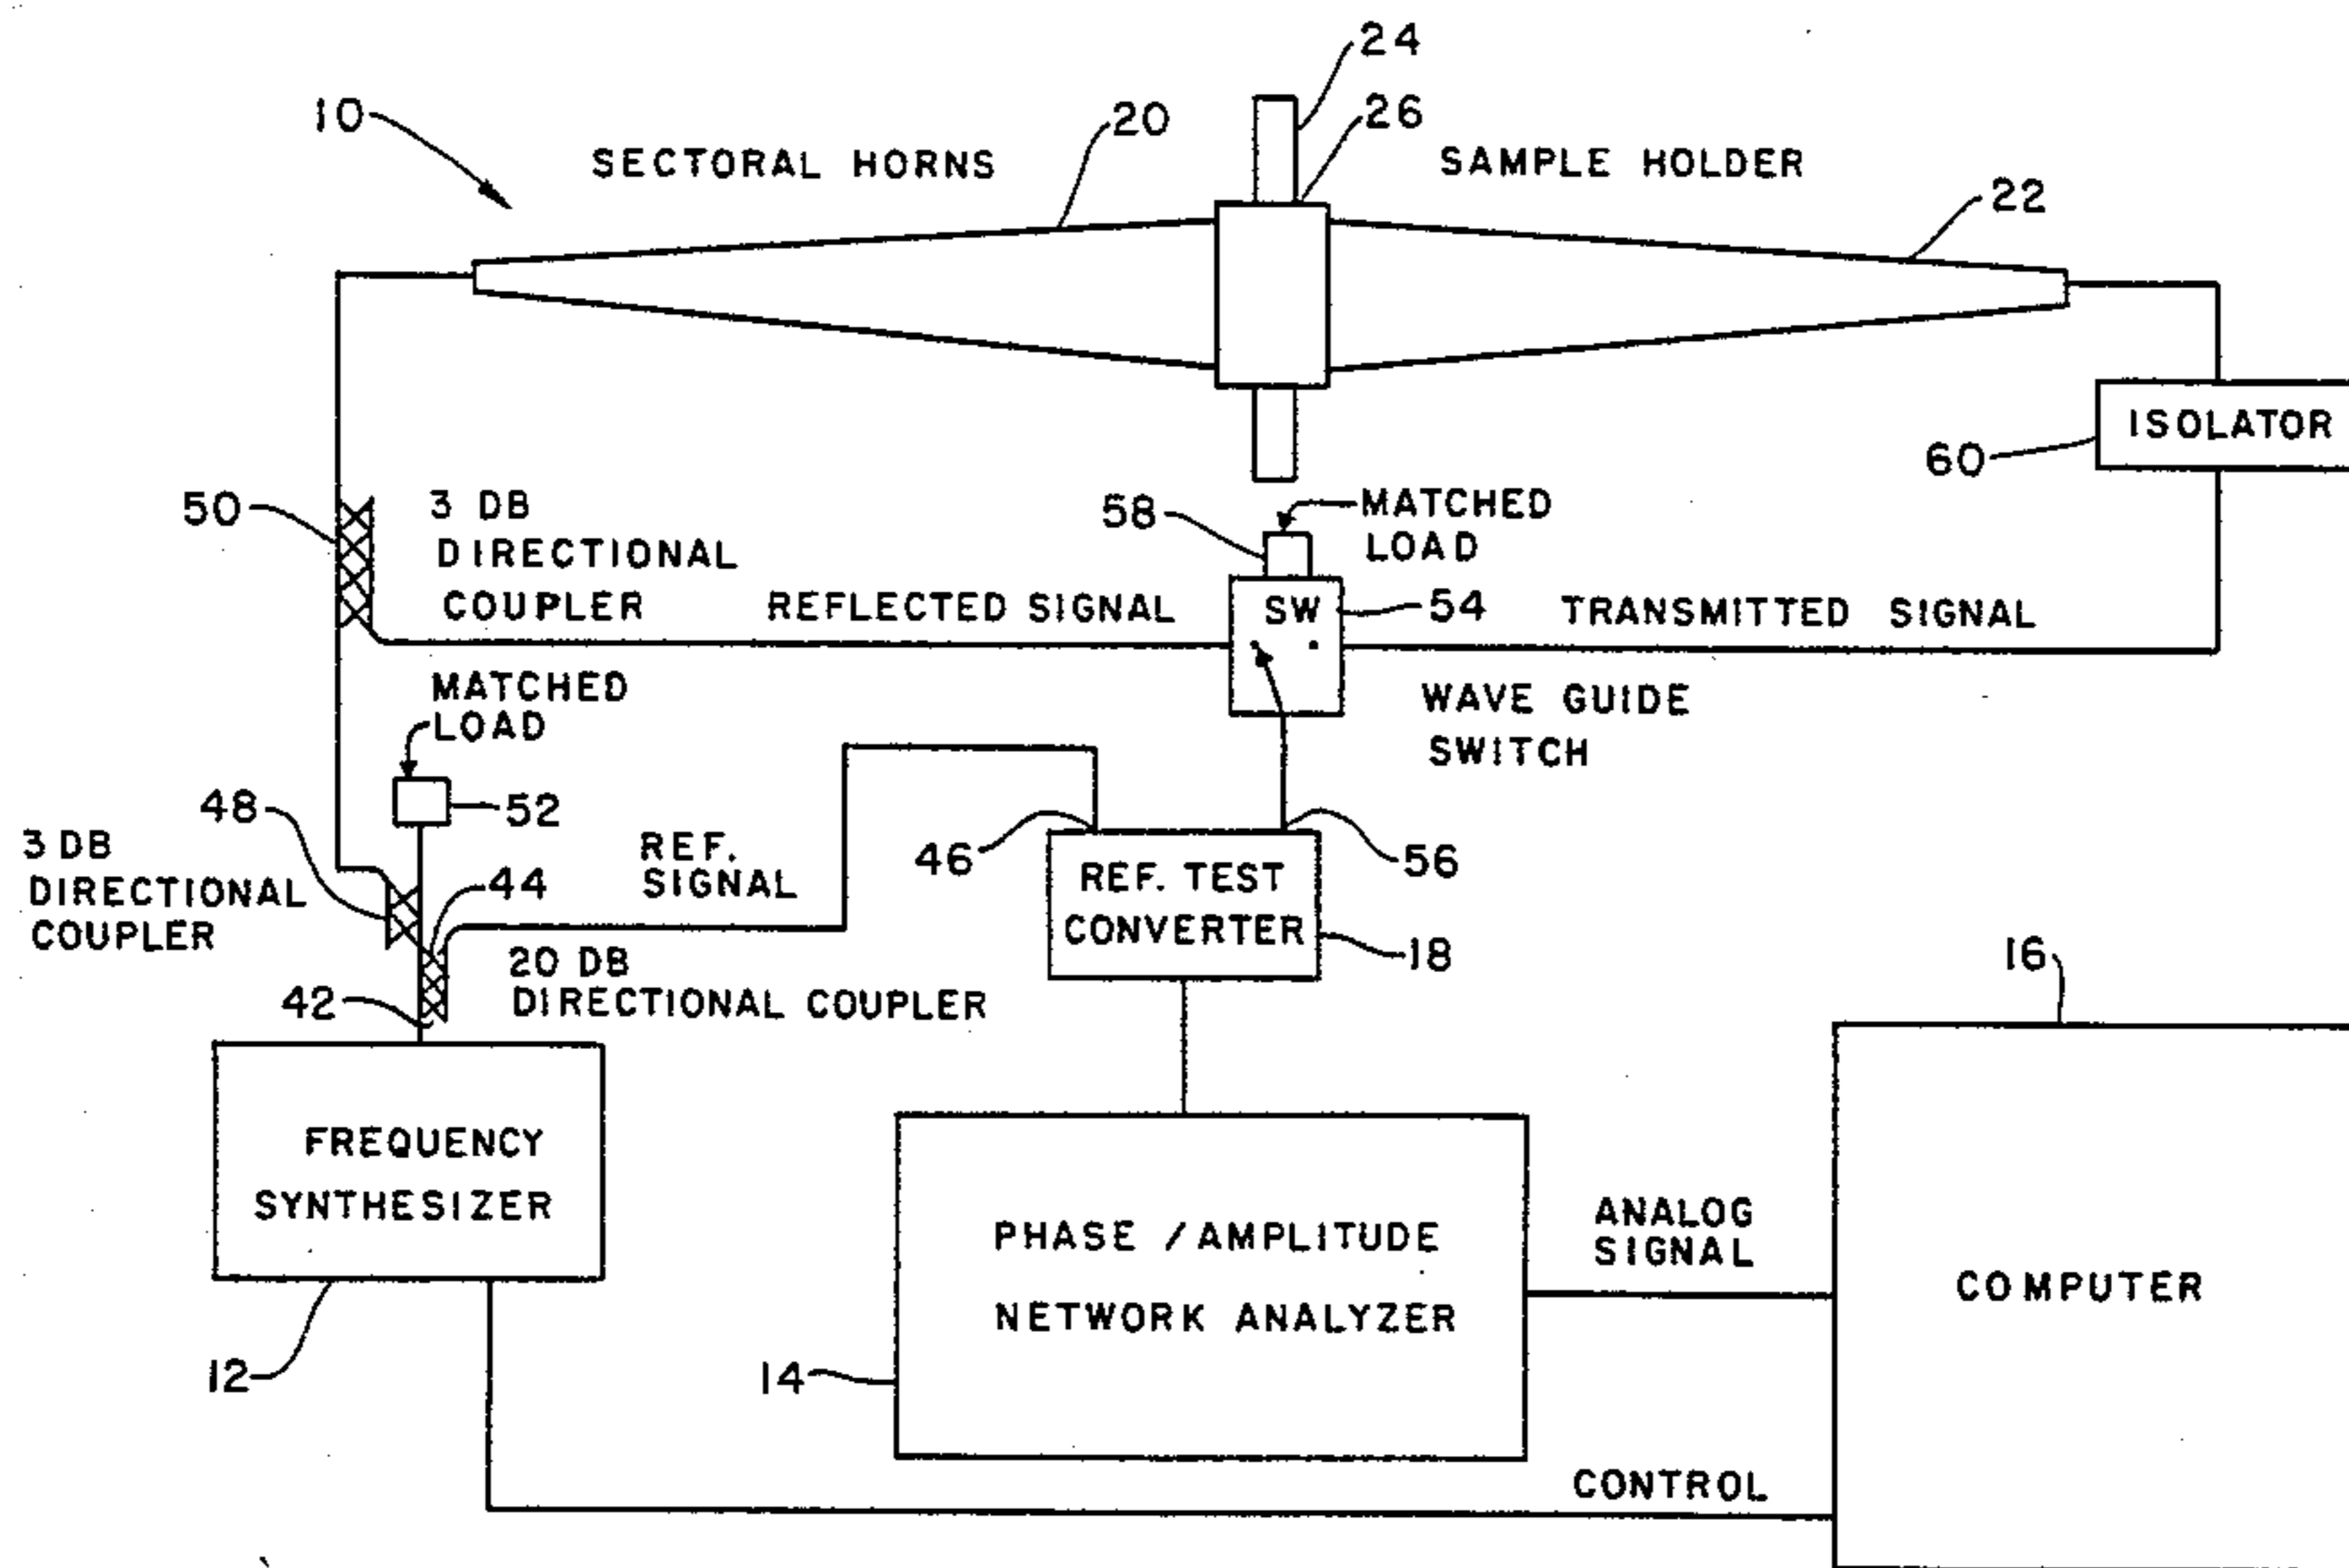 24
10
20
26
SECTORAL HORNS
SAMPLE HOLDER
22
ISOLATOR
60
50
3 DB
DIRECTIONAL
COUPLER
58
MATCHED
LOAD
REFLECTED SIGNAL
SW
54
TRANSMITTED SIGNAL
MATCHED
LOAD
WAVE GUIDE
SWITCH
48
52
3 DB
DIRECTIONAL
COUPLER
44
REF.
SIGNAL
46
56
REF. TEST
CONVERTER
18
42
20 DB
DIRECTIONAL COUPLER
16
FREQUENCY
SYNTHESIZER
12
PHASE / AMPLITUDE
NETWORK ANALYZER
14
ANALOG
SIGNAL
COMPUTER
CONTROL